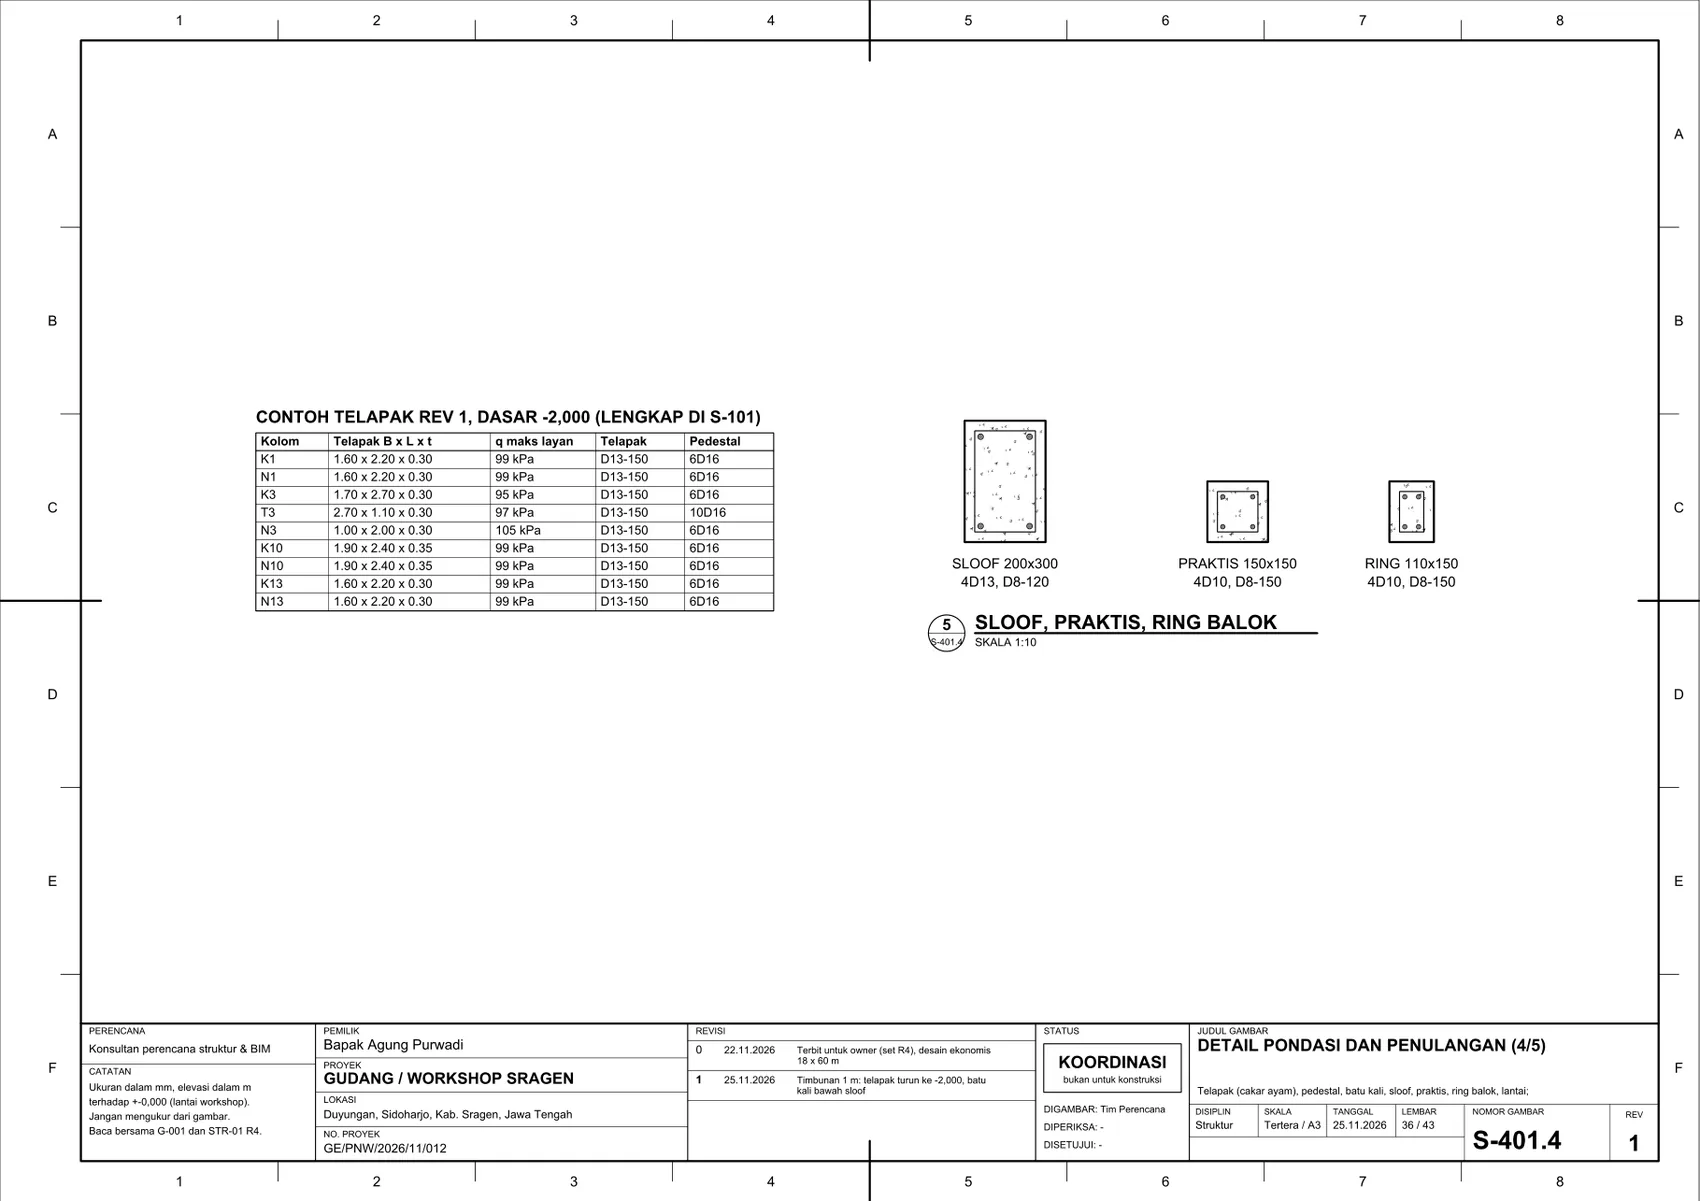 1 2 3 4 5 6 7 8
A A
B B
C C
D D
E E
F F
CONTOH TELAPAK REV 1, DASAR -2,000 (LENGKAP DI S-101)
Kolom Telapak B x L x t q maks layan Telapak Pedestal
K1 1.60 x 2.20 x 0.30 99 kPa D13-150 6D16
N1 1.60 x 2.20 x 0.30 99 kPa D13-150 6D16
K3 1.70 x 2.70 x 0.30 95 kPa D13-150 6D16
T3 2.70 x 1.10 x 0.30 97 kPa D13-150 10D16
N3 1.00 x 2.00 x 0.30 105 kPa D13-150 6D16
K10 1.90 x 2.40 x 0.35 99 kPa D13-150 6D16
N10 1.90 x 2.40 x 0.35 99 kPa D13-150 6D16
K13 1.60 x 2.20 x 0.30 99 kPa D13-150 6D16
N13 1.60 x 2.20 x 0.30 99 kPa D13-150 6D16
SLOOF 200x300
4D13, D8-120
PRAKTIS 150x150
4D10, D8-150
RING 110x150
4D10, D8-150
5
S-401.4
SLOOF, PRAKTIS, RING BALOK
SKALA 1:10
PERENCANA
Konsultan perencana struktur & BIM
CATATAN
Ukuran dalam mm, elevasi dalam m
terhadap +-0,000 (lantai workshop).
Jangan mengukur dari gambar.
Baca bersama G-001 dan STR-01 R4.
PEMILIK
Bapak Agung Purwadi
PROYEK
GUDANG / WORKSHOP SRAGEN
LOKASI
Duyungan, Sidoharjo, Kab. Sragen, Jawa Tengah
NO. PROYEK
GE/PNW/2026/11/012
REVISI
0 22.11.2026 Terbit untuk owner (set R4), desain ekonomis
18 x 60 m
1 25.11.2026 Timbunan 1 m: telapak turun ke -2,000, batu
kali bawah sloof
STATUS
KOORDINASI
bukan untuk konstruksi
DIGAMBAR: Tim Perencana
DIPERIKSA: -
DISETUJUI: -
JUDUL GAMBAR
DETAIL PONDASI DAN PENULANGAN (4/5)
Telapak (cakar ayam), pedestal, batu kali, sloof, praktis, ring balok, lantai;
DISIPLIN
Struktur
SKALA
Tertera / A3
TANGGAL
25.11.2026
LEMBAR
36 / 43
NOMOR GAMBAR
S-401.4
REV
1
1 2 3 4 5 6 7 8